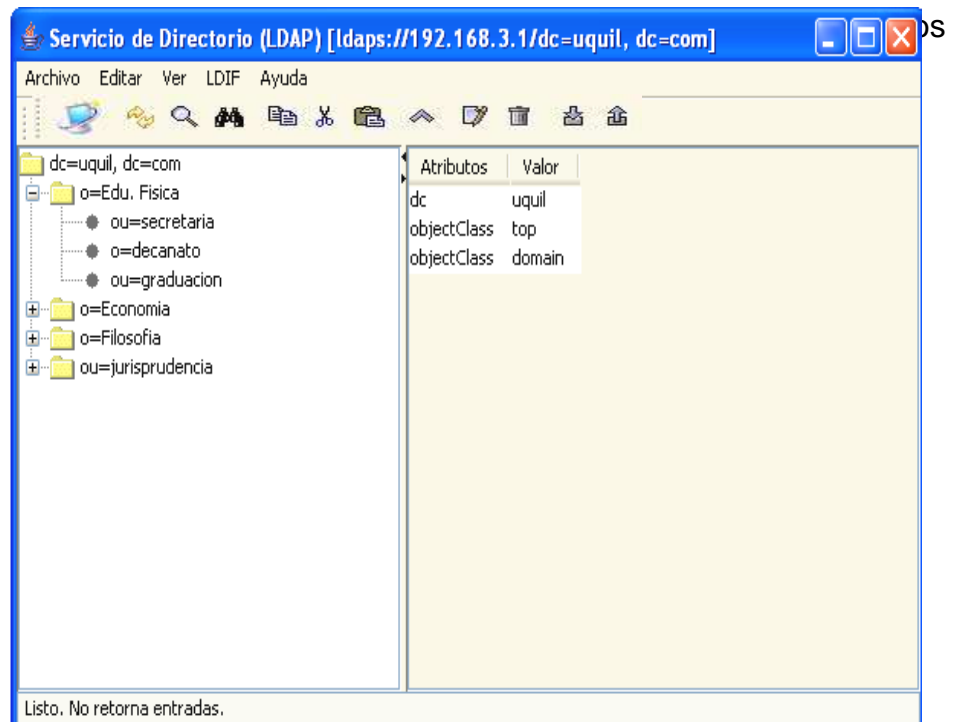 Servicio de Directorio (LDAP) [ldaps://192.168.3.1/dc=uquil, dc=com]
os
Archivo Editar Ver LDIF Ayuda
dc=uquil, dc=com
o=Edu. Fisica
ou=secretaria
o=decanato
ou=graduacion
o=Economia
o=Filosofia
ou=jurisprudencia
Atributos Valor
dc uquil
objectClass top
objectClass domain
Listo. No retorna entradas.